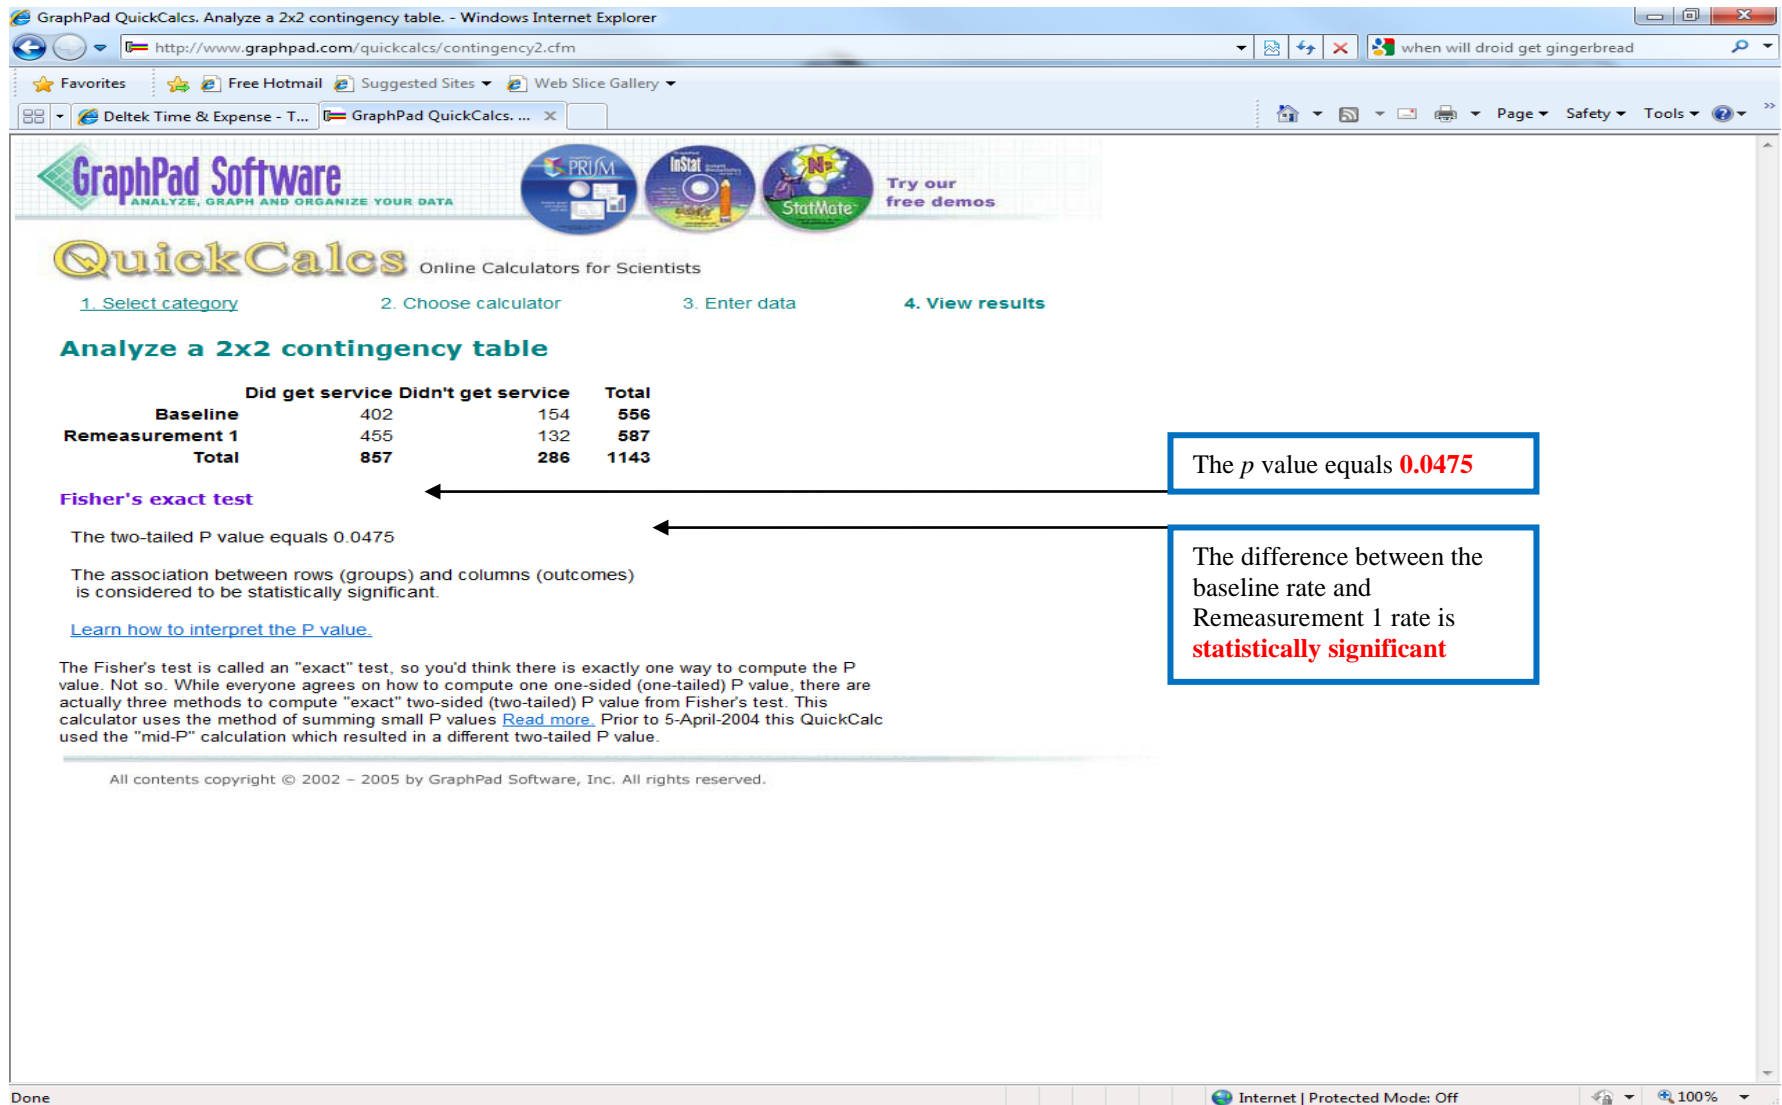 GraphPad QuickCalcs. Analyze a 2x2 contingency table. - Windows Internet Explorer
http://www.graphpad.com/quickcalcs/contingency2.cfm
when will droid get gingerbread
Favorites Free Hotmail Suggested Sites Web Slice Gallery
Deltek Time & Expense - T... GraphPad QuickCalcs. ... X
Page Safety Tools
GraphPad Software
ANALYZE, GRAPH AND ORGANIZE YOUR DATA
PRISM
InStat
StatMate
Try our
free demos
QuickCalcs Online Calculators for Scientists
1. Select category 2. Choose calculator 3. Enter data 4. View results
Analyze a 2x2 contingency table
Did get service Didn't get service Total
Baseline 402 154 556
Remeasurement 1 455 132 587
Total 857 286 1143
The p value equals 0.0475
Fisher's exact test
The two-tailed P value equals 0.0475
The association between rows (groups) and columns (outcomes)
is considered to be statistically significant.
The difference between the
baseline rate and
Remeasurement 1 rate is
statistically significant
Learn how to interpret the P value.
The Fisher's test is called an "exact" test, so you'd think there is exactly one way to compute the P
value. Not so. While everyone agrees on how to compute one one-sided (one-tailed) P value, there are
actually three methods to compute "exact" two-sided (two-tailed) P value from Fisher's test. This
calculator uses the method of summing small P values Read more. Prior to 5-April-2004 this QuickCalc
used the "mid-P" calculation which resulted in a different two-tailed P value.
All contents copyright © 2002 – 2005 by GraphPad Software, Inc. All rights reserved.
Done
Internet | Protected Mode: Off
100%